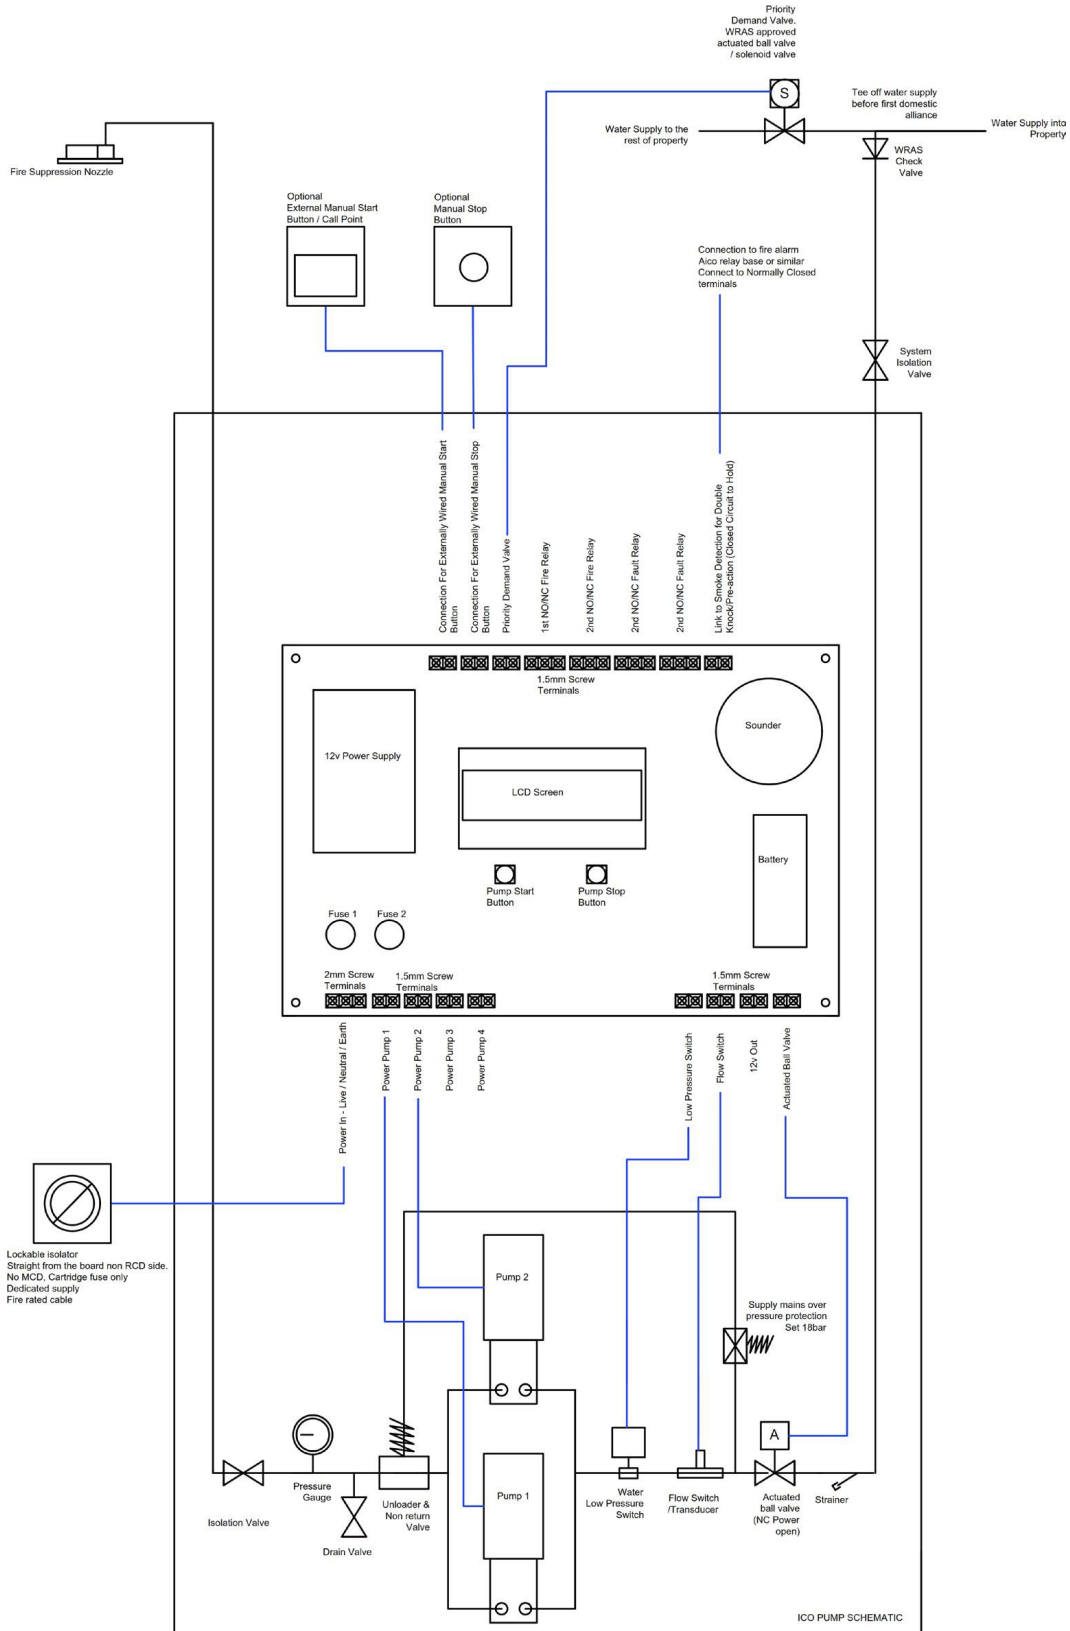 Priority
Demand Valve.
WRAS approved
actuated ball valve
/ solenoid valve
S
Tee off water supply
before first domestic
alliance
Water Supply to the
rest of property
Water Supply into
Property
WRAS
Check
Valve
Fire Suppression Nozzle
Optional
External Manual Start
Button / Call Point
Optional
Manual Stop
Button
Connection to fire alarm
Aico relay base or similar
Connect to Normally Closed
terminals
System
Isolation
Valve
Connection For Externally Wired Manual Start
Button
Connection For Externally Wired Manual Stop
Button
Priority Demand Valve
1st NO/NC Fire Relay
2nd NO/NC Fire Relay
2nd NO/NC Fault Relay
2nd NO/NC Fault Relay
Link to Smoke Detection for Double
Knock/Pre-action (Closed Circuit to Hold)
1.5mm Screw
Terminals
12v Power Supply
Sounder
LCD Screen
Battery
Pump Start
Button
Pump Stop
Button
Fuse 1
Fuse 2
2mm Screw
Terminals
1.5mm Screw
Terminals
1.5mm Screw
Terminals
Power In - Live / Neutral / Earth
Power Pump 1
Power Pump 2
Power Pump 3
Power Pump 4
Low Pressure Switch
Flow Switch
12v Out
Actuated Ball Valve
Lockable isolator
Straight from the board non RCD side.
No MCD, Cartridge fuse only
Dedicated supply
Fire rated cable
Pump 2
Supply mains over
pressure protection
Set 18bar
A
Pump 1
Pressure
Gauge
Isolation Valve
Drain Valve
Unloader &
Non return
Valve
Water
Low Pressure
Switch
Flow Switch
/Transducer
Actuated
ball valve
(NC Power
open)
Strainer
ICO PUMP SCHEMATIC